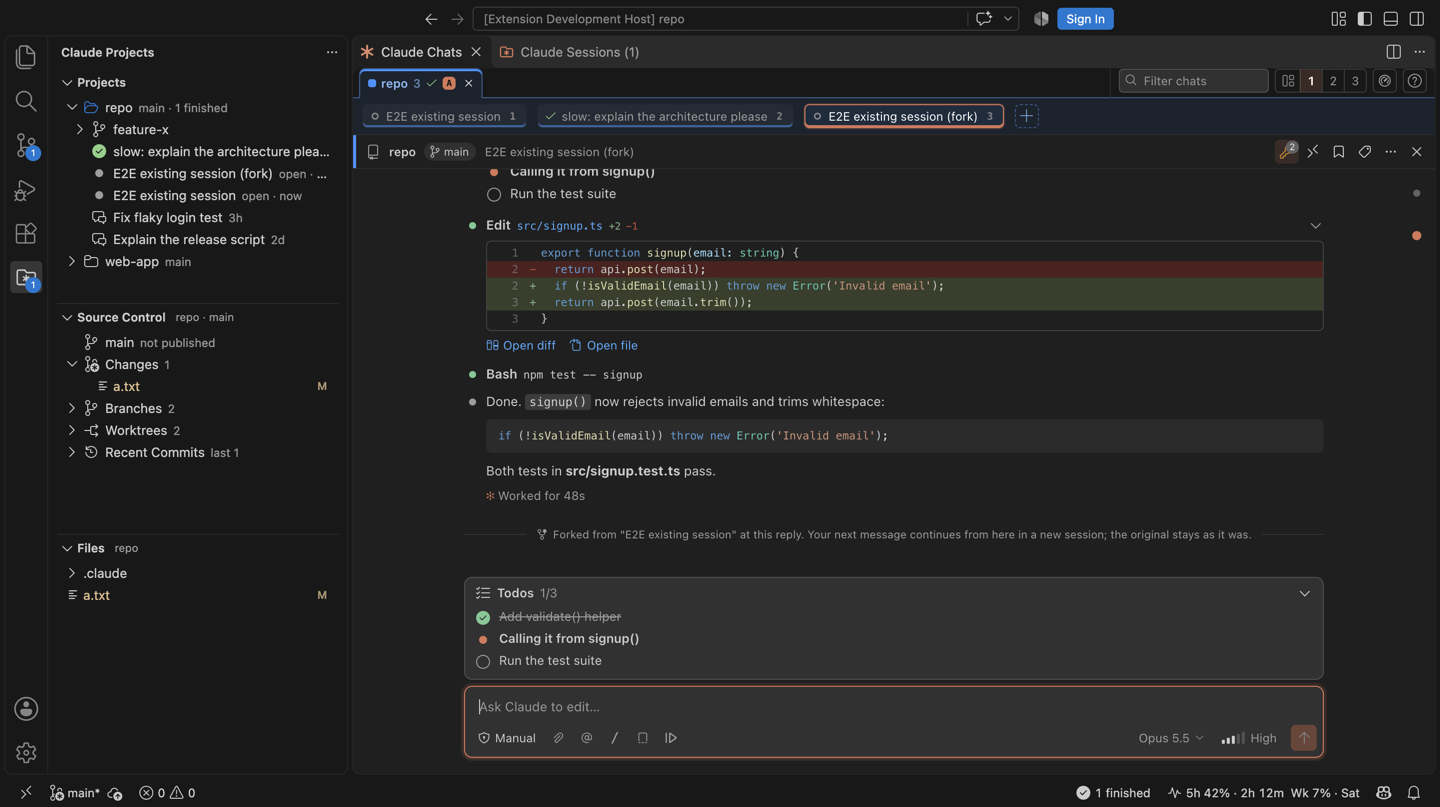 [Extension Development Host] repo
Sign In
Claude Projects
Projects
repo main · 1 finished
feature-x
slow: explain the architecture plea...
E2E existing session (fork) open · ...
E2E existing session open · now
Fix flaky login test 3h
Explain the release script 2d
web-app main
1
1
Source Control repo · main
main not published
Changes 1
a.txt M
Branches 2
Worktrees 2
Recent Commits last 1
Files repo
.claude
a.txt M
Claude Chats
Claude Sessions (1)
repo 3 A
Filter chats
1 2 3
E2E existing session 1
slow: explain the architecture please 2
E2E existing session (fork) 3
repo main E2E existing session (fork)
2
Calling it from signup()
Run the test suite
Edit src/signup.ts +2 −1
1 export function signup(email: string) {
2 − return api.post(email);
2 + if (!isValidEmail(email)) throw new Error('Invalid email');
3 + return api.post(email.trim());
3 }
Open diff Open file
Bash npm test -- signup
Done. signup() now rejects invalid emails and trims whitespace:
if (!isValidEmail(email)) throw new Error('Invalid email');
Both tests in src/signup.test.ts pass.
Worked for 48s
Forked from "E2E existing session" at this reply. Your next message continues from here in a new session; the original stays as it was.
Todos 1/3
Add validate() helper
Calling it from signup()
Run the test suite
Ask Claude to edit...
Manual @ /
Opus 5.5 High
main* 0 0
1 finished 5h 42% · 2h 12m Wk 7% · Sat